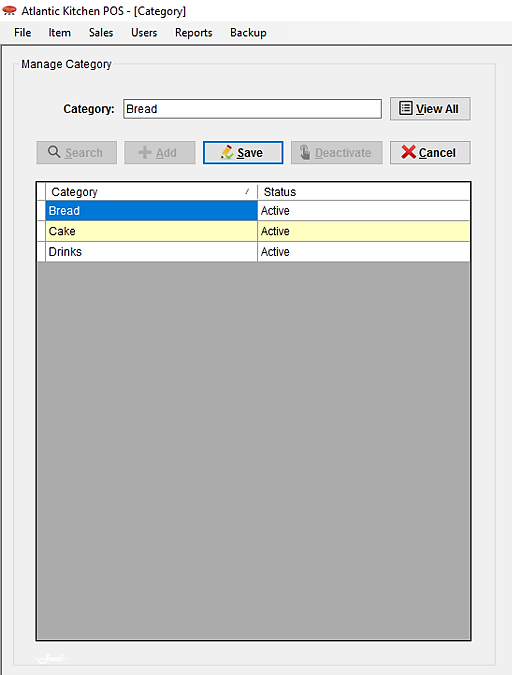 Atlantic Kitchen POS - [Category]
File Item Sales Users Reports Backup
Manage Category
Category: Bread View All
Search Add Save Deactivate Cancel
Category Status
Bread Active
Cake Active
Drinks Active